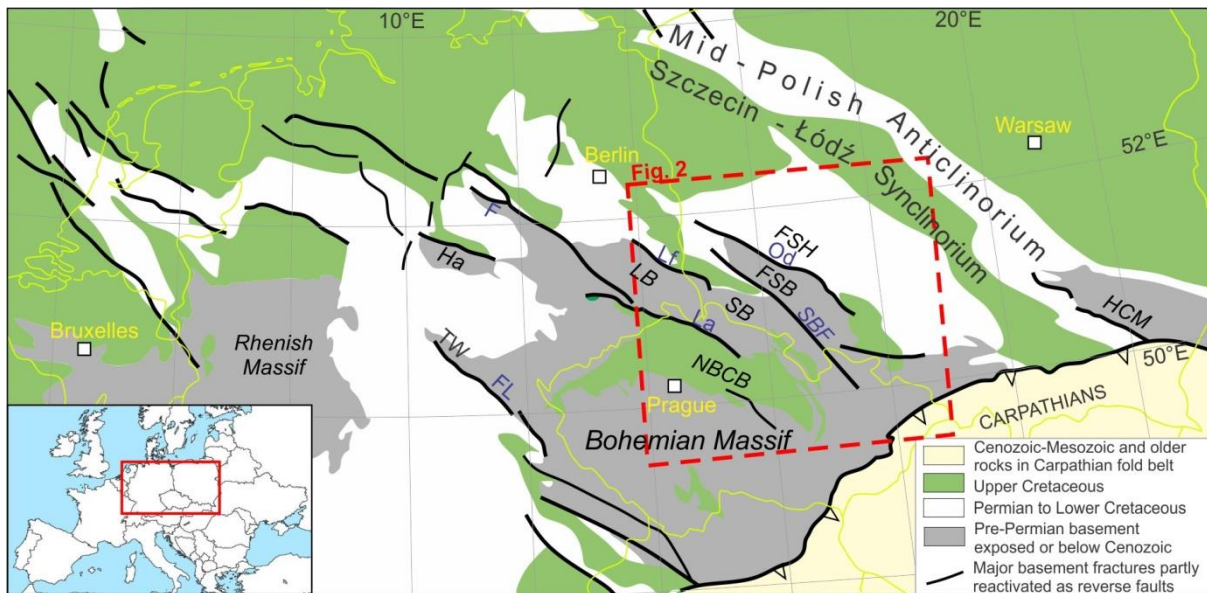 10°E
20°E
Mid-Polish Anticlinorium
Szczecin-Łódź Synclinorium
Warsaw
52°E
Berlin
Fig. 2
F
Ha
FSH
Od
Lf
LB
FSB
SB
SBF
La
HCM
Bruxelles
Rhenish
Massif
TW
FL
NBCB
50°E
Prague
CARPATHIANS
Bohemian Massif
Cenozoic-Mesozoic and older
rocks in Carpathian fold belt
Upper Cretaceous
Permian to Lower Cretaceous
Pre-Permian basement
exposed or below Cenozoic
Major basement fractures partly
reactivated as reverse faults